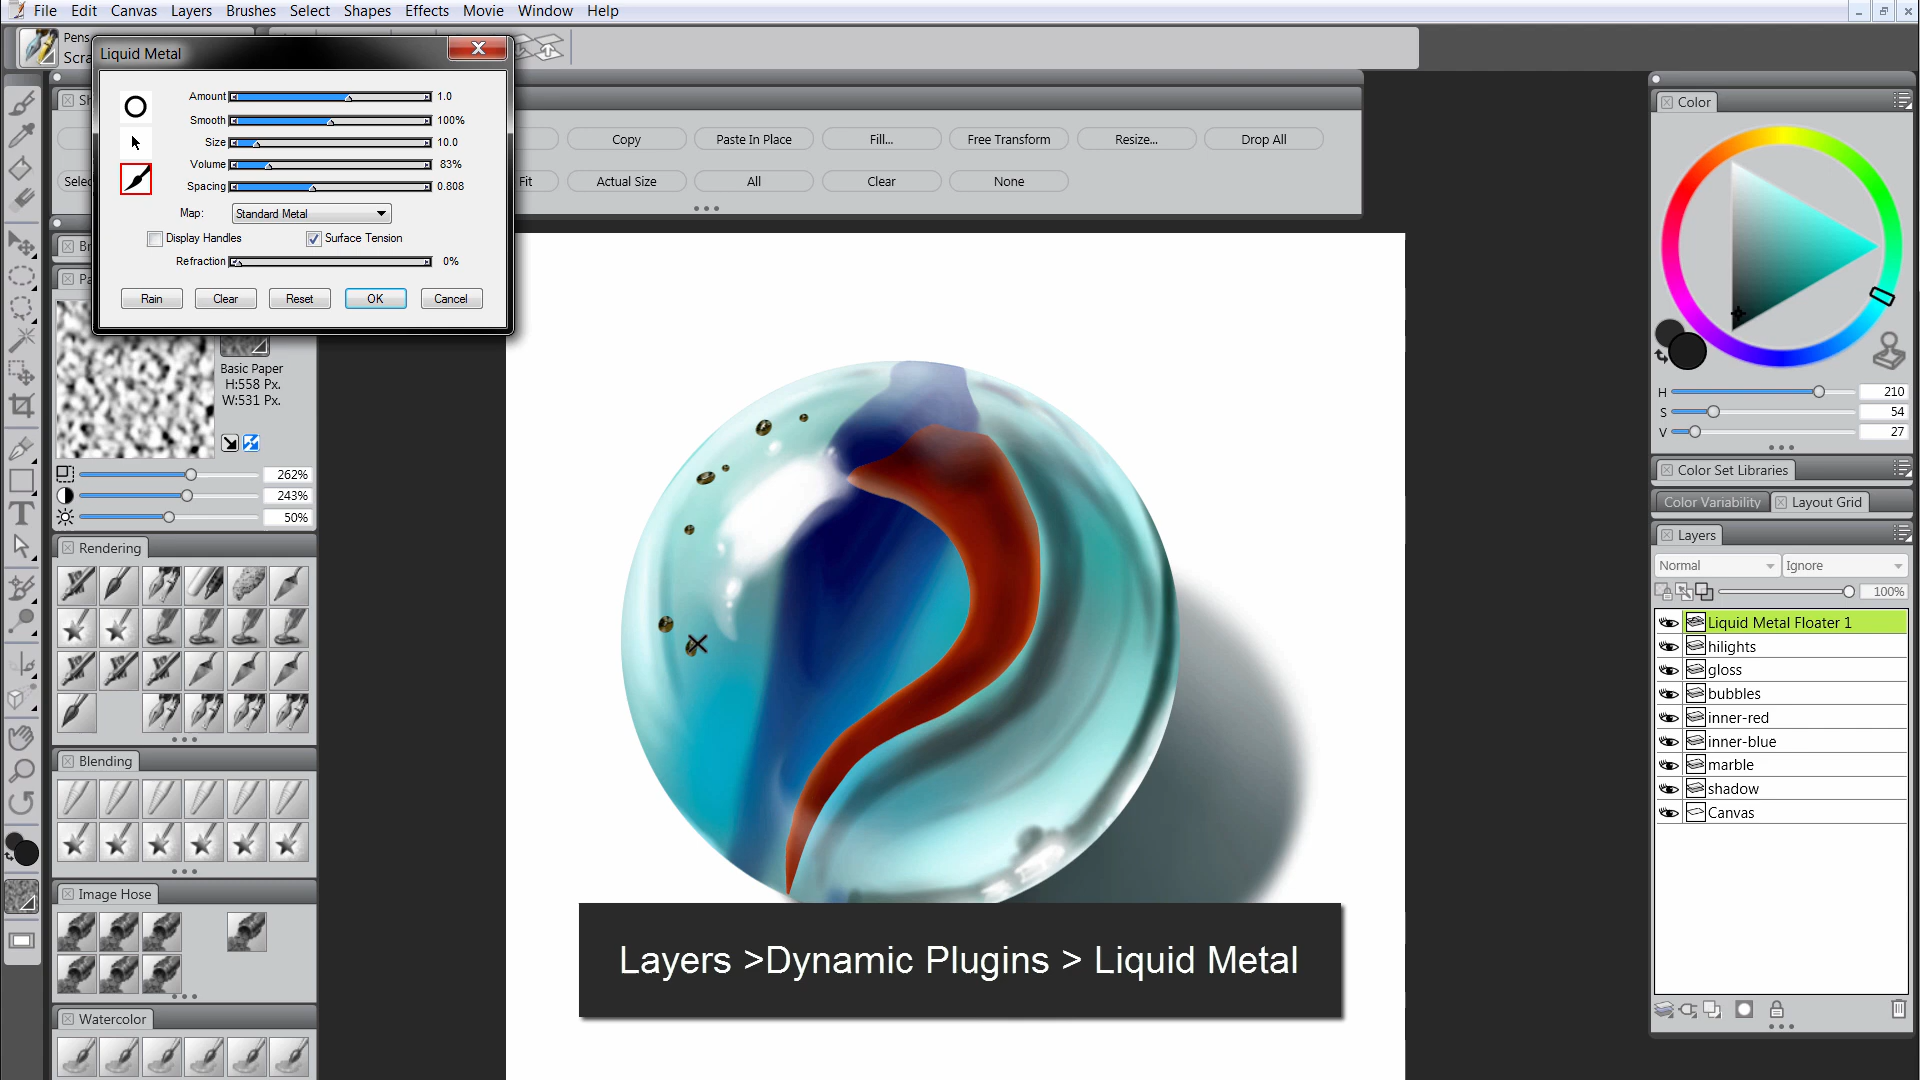 File Edit Canvas Layers Brushes Select Shapes Effects Movie Window Help
Pens
Liquid Metal
Amount 1.0
Smooth 100%
Size 10.0
Volume 83%
Spacing 0.808
Map: Standard Metal
Display Handles Surface Tension
Refraction 0%
Rain Clear Reset OK Cancel
Copy Paste In Place Fill... Free Transform Resize... Drop All
Fit Actual Size All Clear None
Basic Paper
H:558 Px.
W:531 Px.
262%
243%
50%
Rendering
Blending
Image Hose
Watercolor
Layers >Dynamic Plugins > Liquid Metal
Color
H 210
S 54
V 27
Color Set Libraries
Color Variability Layout Grid
Layers
Normal Ignore
100%
Liquid Metal Floater 1
hilights
gloss
bubbles
inner-red
inner-blue
marble
shadow
Canvas